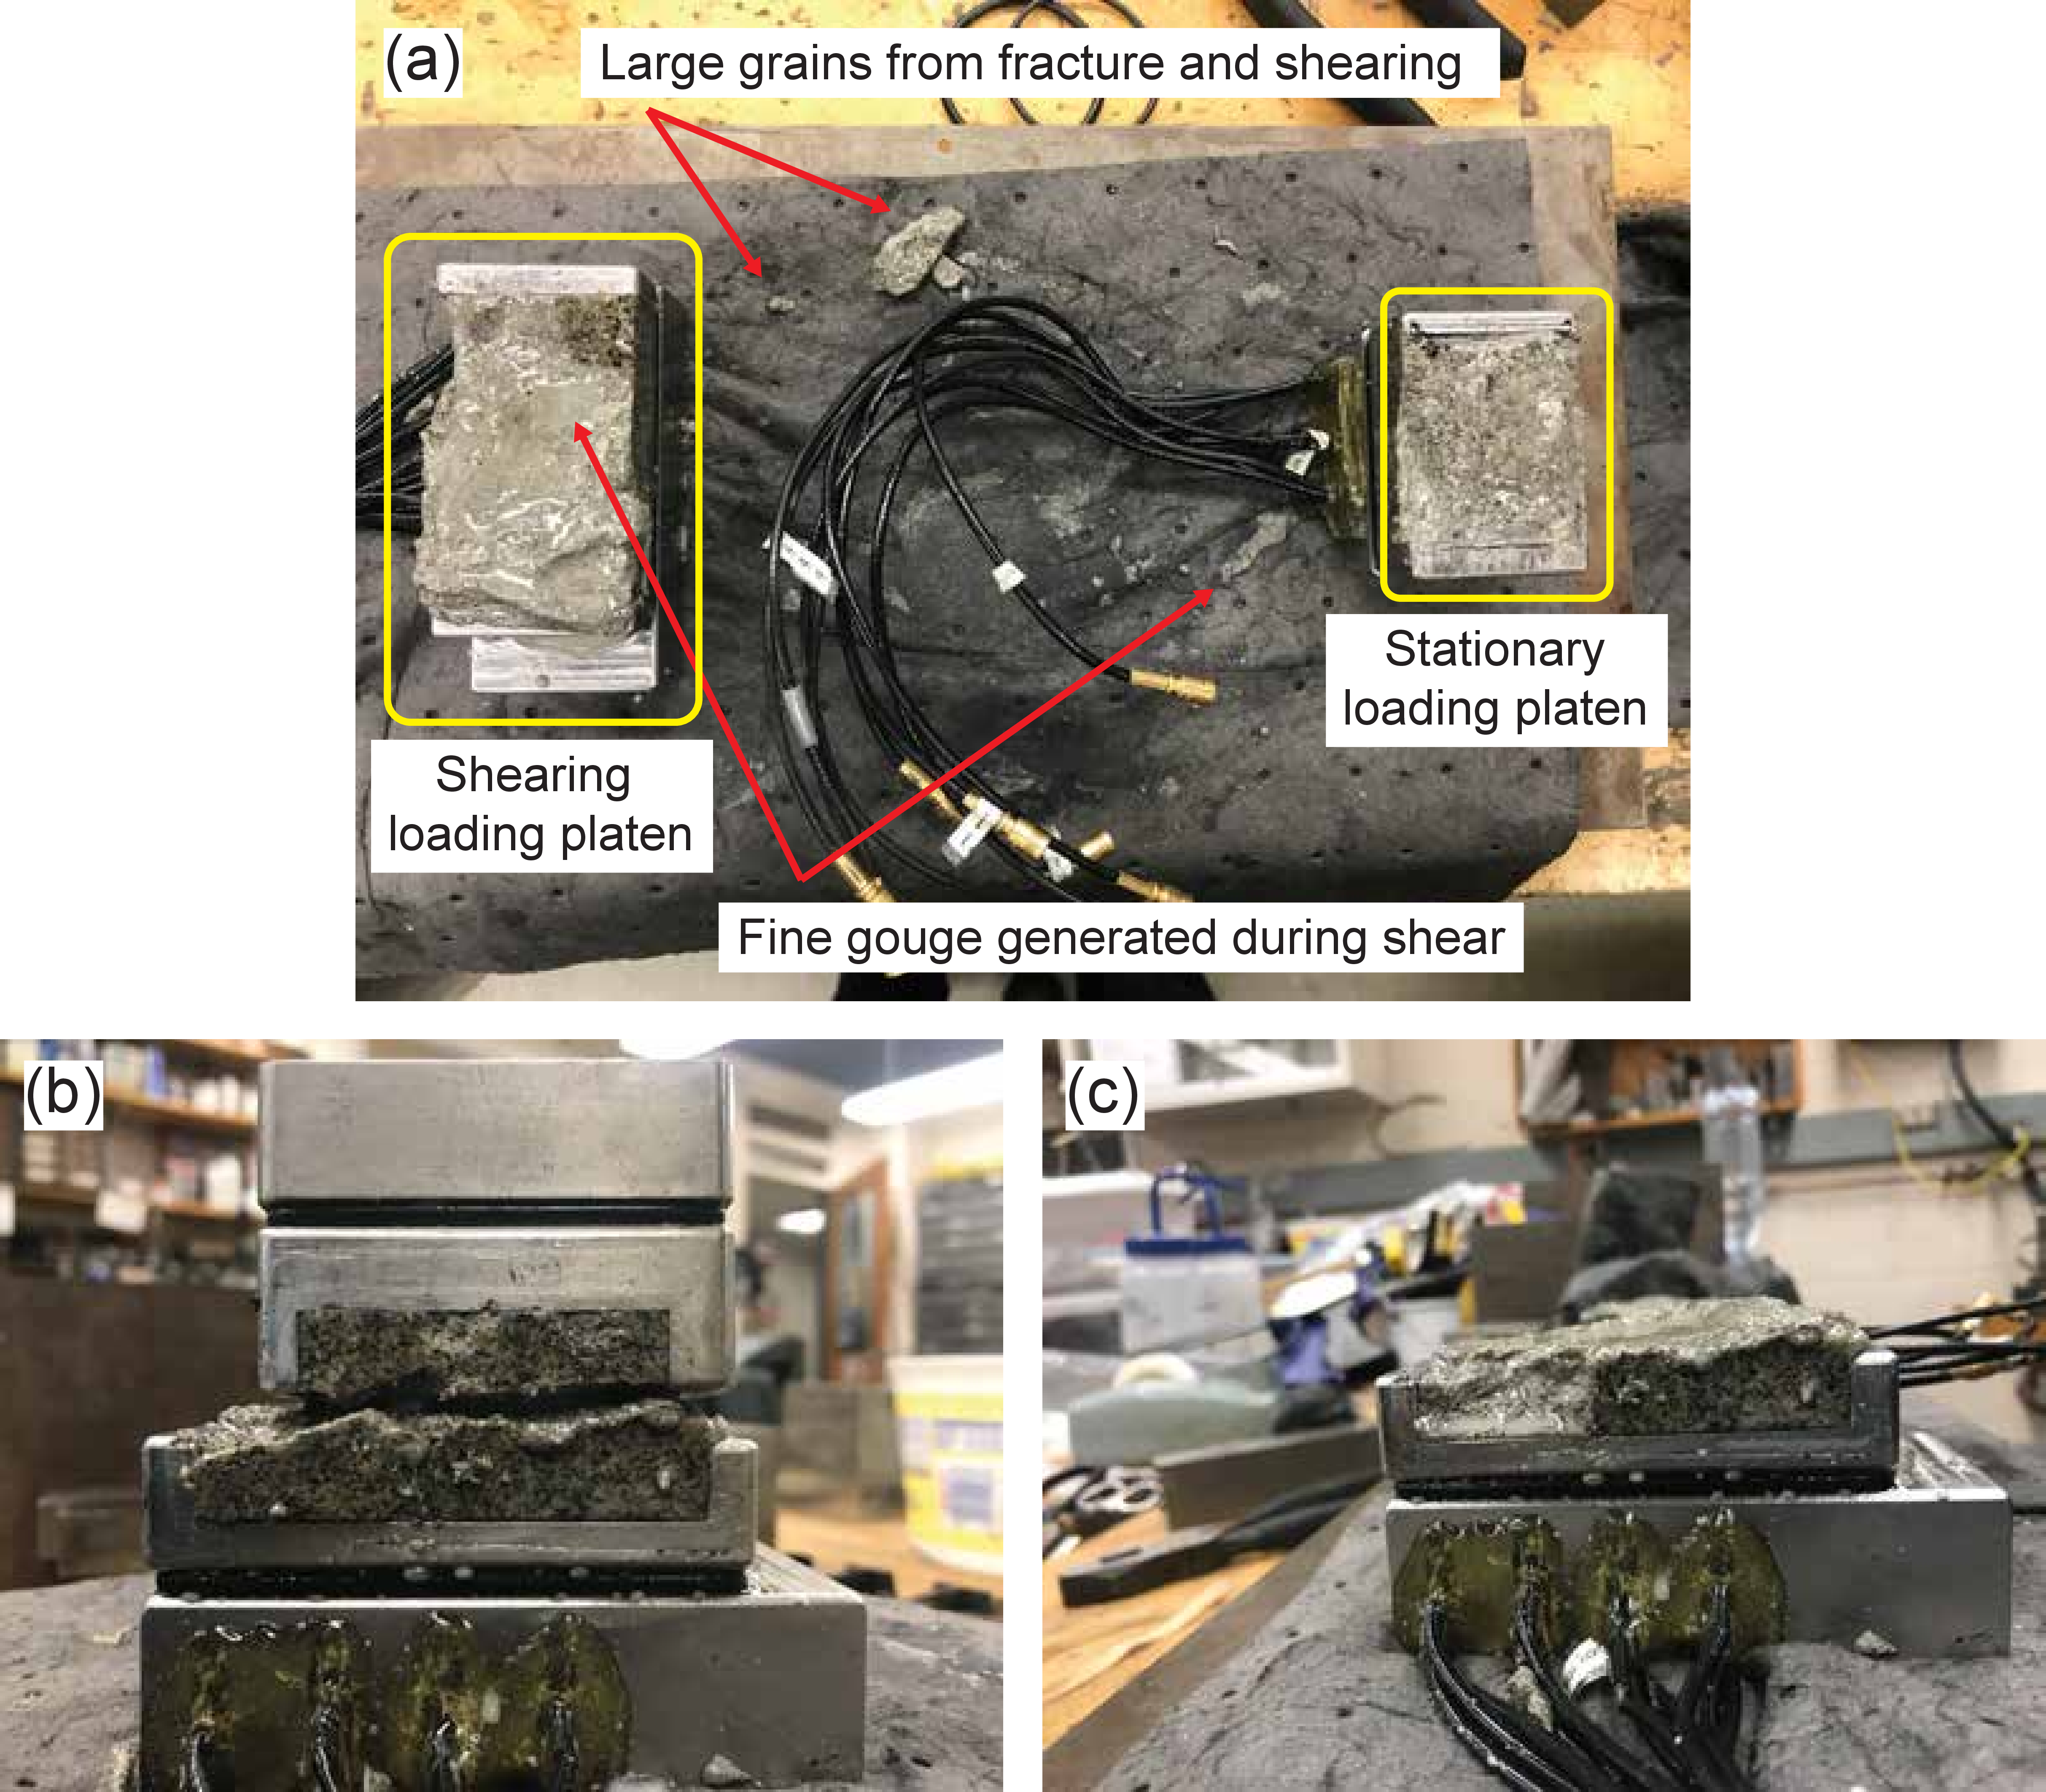 (a)
Large grains from fracture and shearing
Stationary
loading platen
Shearing
loading platen
Fine gouge generated during shear
(b)
(c)